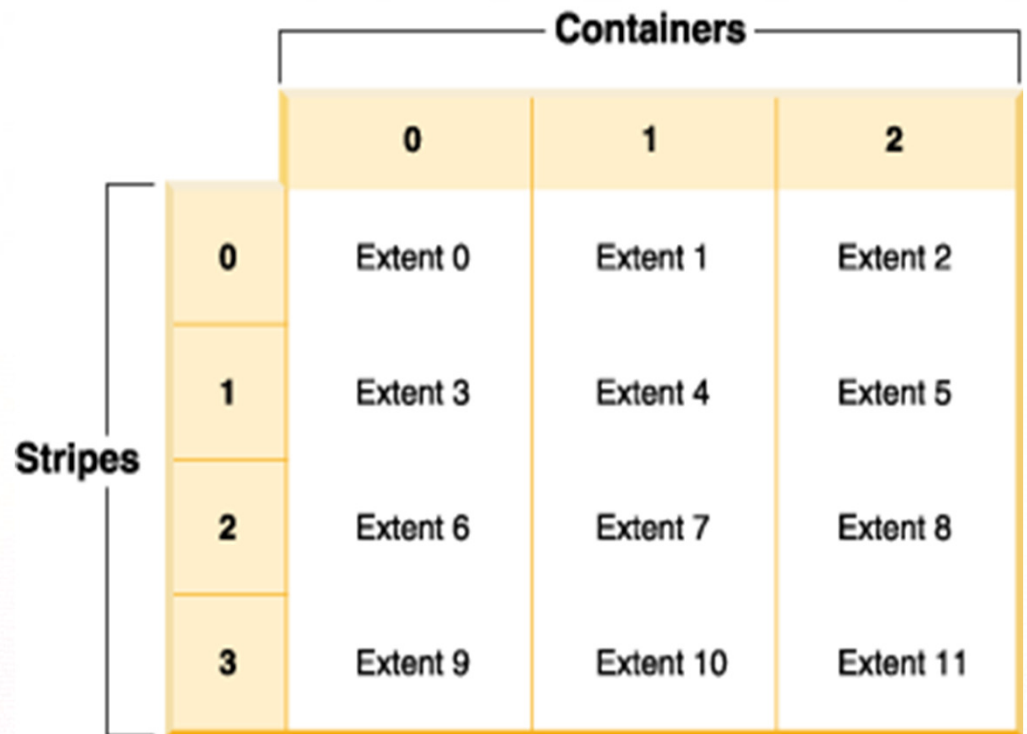 Containers
0 1 2
0 Extent 0 Extent 1 Extent 2
1 Extent 3 Extent 4 Extent 5
Stripes
2 Extent 6 Extent 7 Extent 8
3 Extent 9 Extent 10 Extent 11